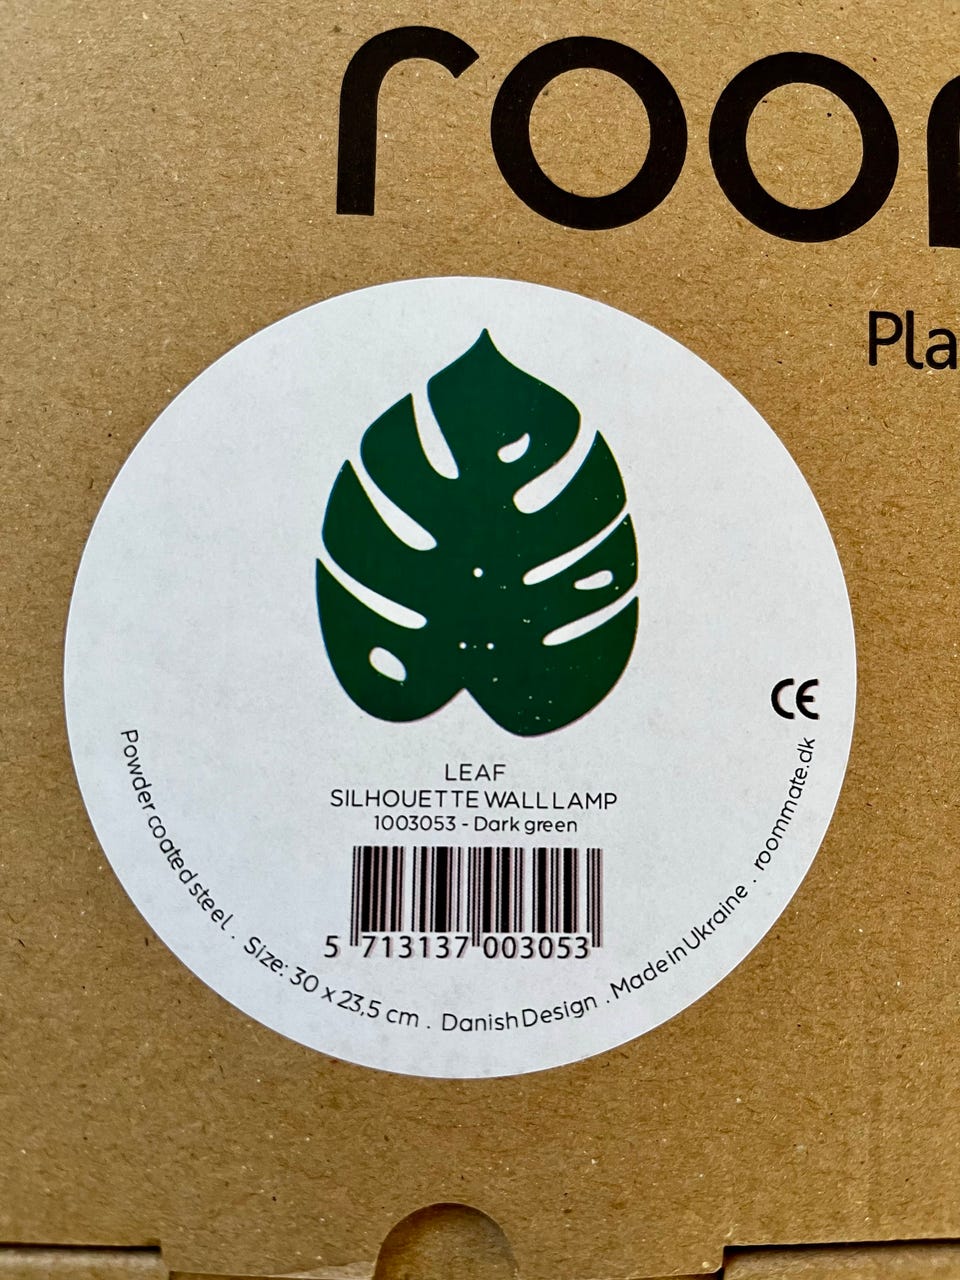 roo
Pla
CE
LEAF
SILHOUETTE WALL LAMP
1003053 - Dark green
5 713137 003053
Powder coated steel . Size: 30 x 23,5 cm . Danish Design . Made in Ukraine . roommate.dk